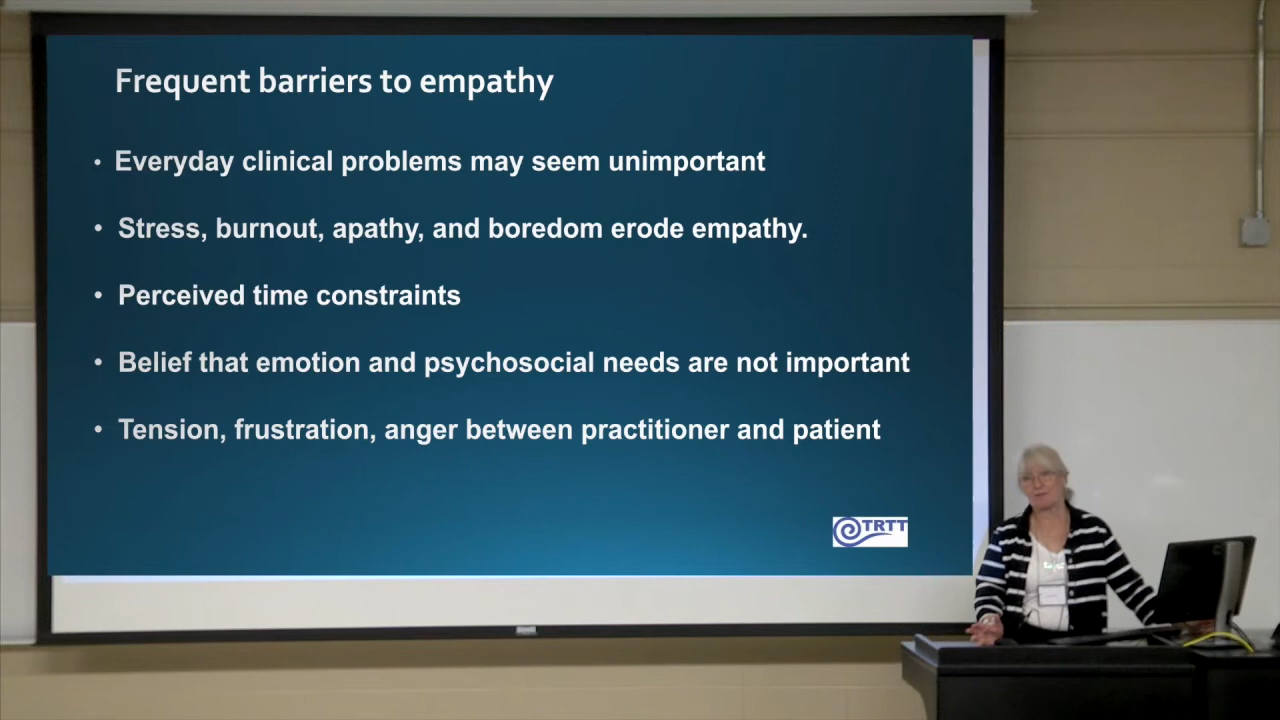 Frequent barriers to empathy
• Everyday clinical problems may seem unimportant
• Stress, burnout, apathy, and boredom erode empathy.
• Perceived time constraints
• Belief that emotion and psychosocial needs are not important
• Tension, frustration, anger between practitioner and patient
TRTT